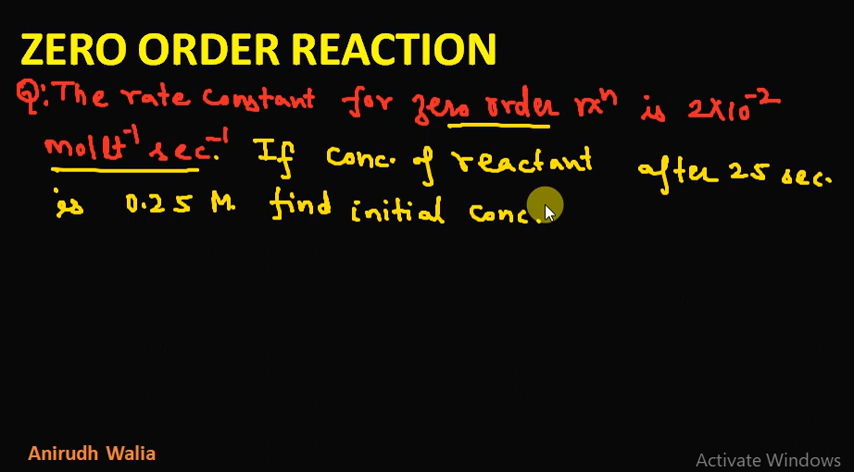 ZERO ORDER REACTION
Q: The rate constant for zero order rxⁿ is 2×10⁻²
mol lt⁻¹ sec⁻¹. If conc. of reactant after 25 sec.
is 0.25 M. find initial conc.
Anirudh Walia
Activate Windows